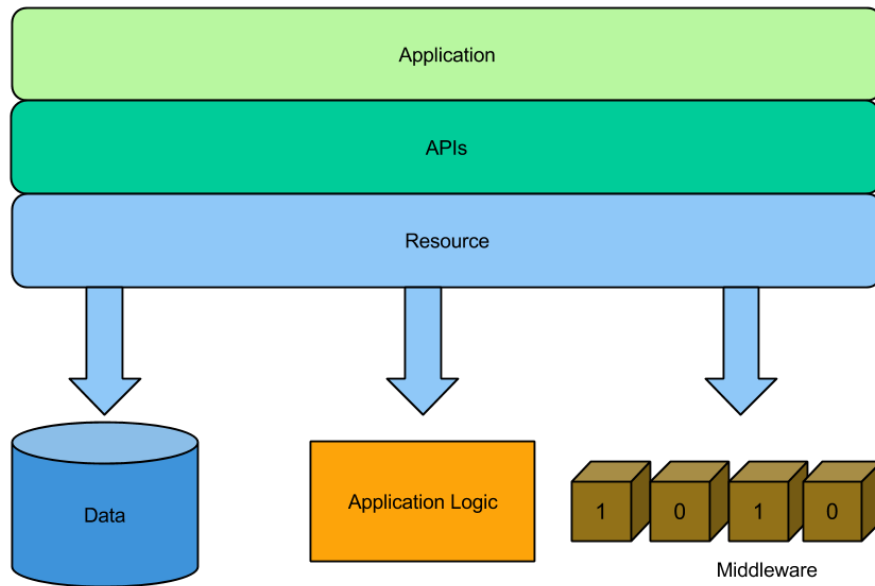 Application
APIs
Resource
Data
Application Logic
1 0 1 0
Middleware